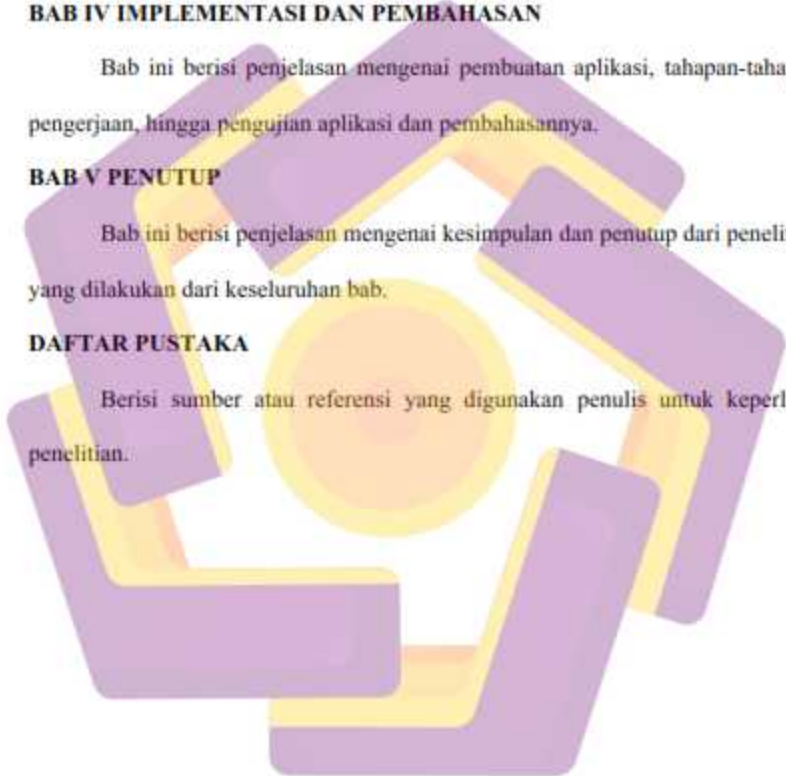 BAB IV IMPLEMENTASI DAN PEMBAHASAN
Bab ini berisi penjelasan mengenai pembuatan aplikasi, tahapan-taha
pengerjaan, hingga pengujian aplikasi dan pembahasannya.
BAB V PENUTUP
Bab ini berisi penjelasan mengenai kesimpulan dan penutup dari peneli
yang dilakukan dari keseluruhan bab.
DAFTAR PUSTAKA
Berisi sumber atau referensi yang digunakan penulis untuk keperl
penelitian.